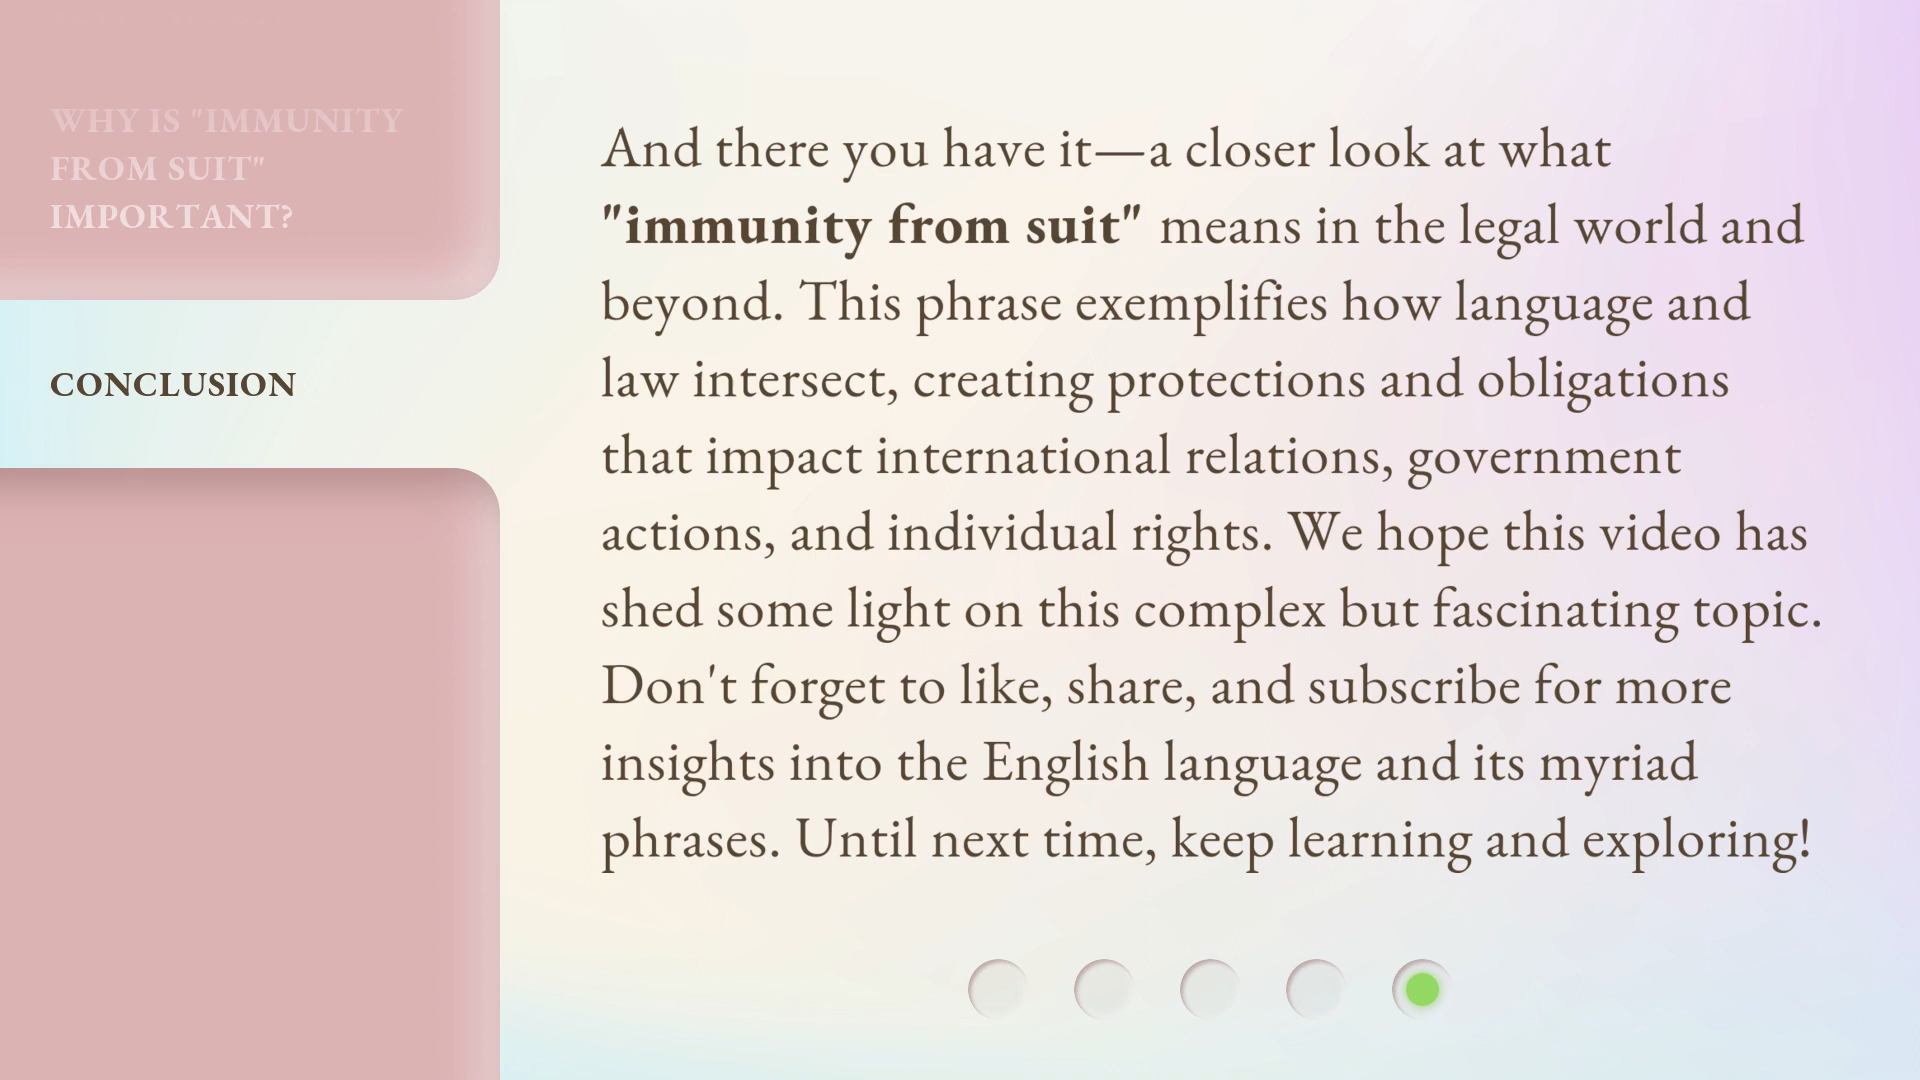 WHY IS "IMMUNITY
FROM SUIT"
IMPORTANT?
CONCLUSION
And there you have it—a closer look at what
"immunity from suit" means in the legal world and
beyond. This phrase exemplifies how language and
law intersect, creating protections and obligations
that impact international relations, government
actions, and individual rights. We hope this video has
shed some light on this complex but fascinating topic.
Don't forget to like, share, and subscribe for more
insights into the English language and its myriad
phrases. Until next time, keep learning and exploring!